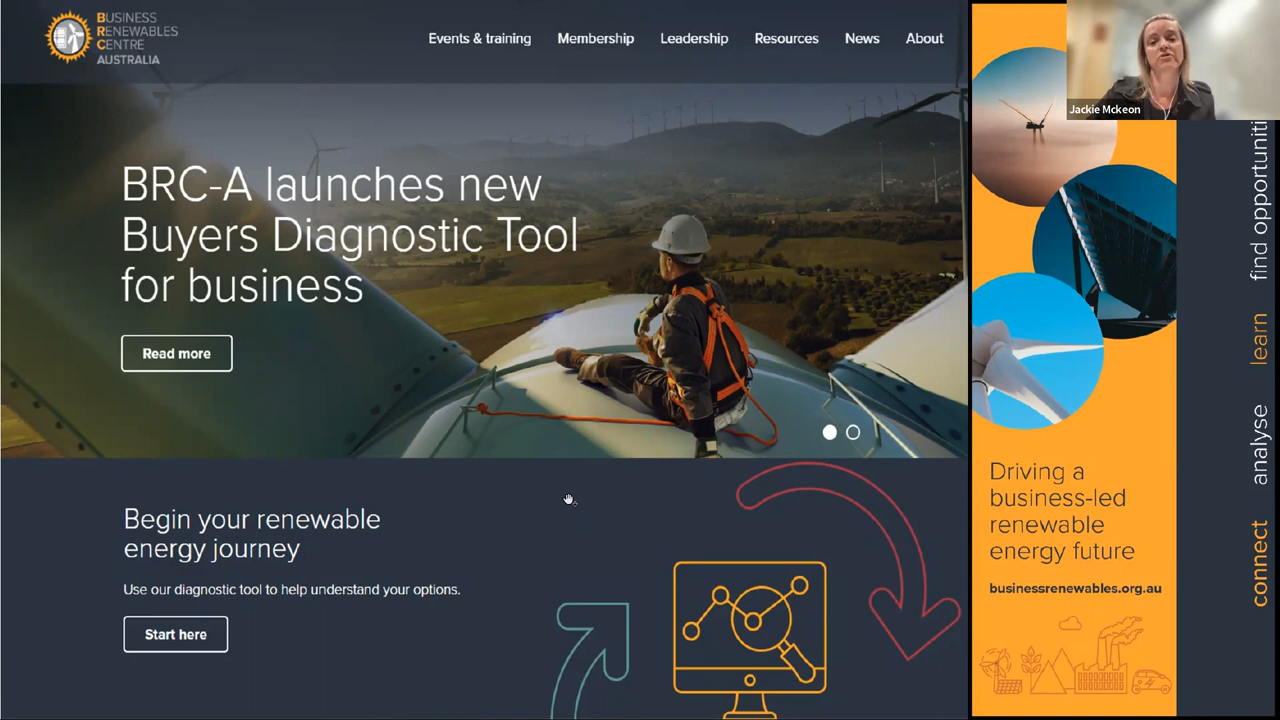 BUSINESS
RENEWABLES
CENTRE
AUSTRALIA
Events & training
Membership
Leadership
Resources
News
About
BRC-A launches new
Buyers Diagnostic Tool
for business
Read more
Begin your renewable
energy journey
Use our diagnostic tool to help understand your options.
Start here
Jackie Mckeon
Driving a
business-led
renewable
energy future
businessrenewables.org.au
connect analyse learn find opportuniti